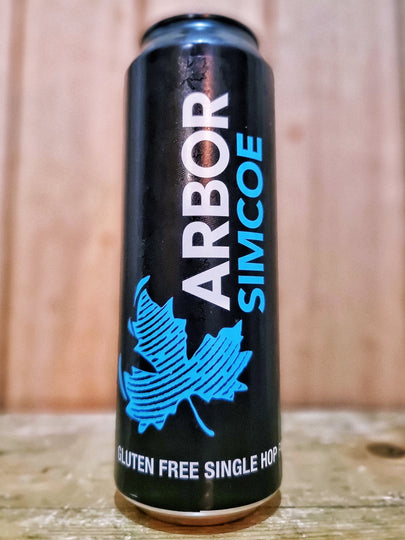 ARBOR
SIMCOE
GLUTEN FREE SINGLE HOP